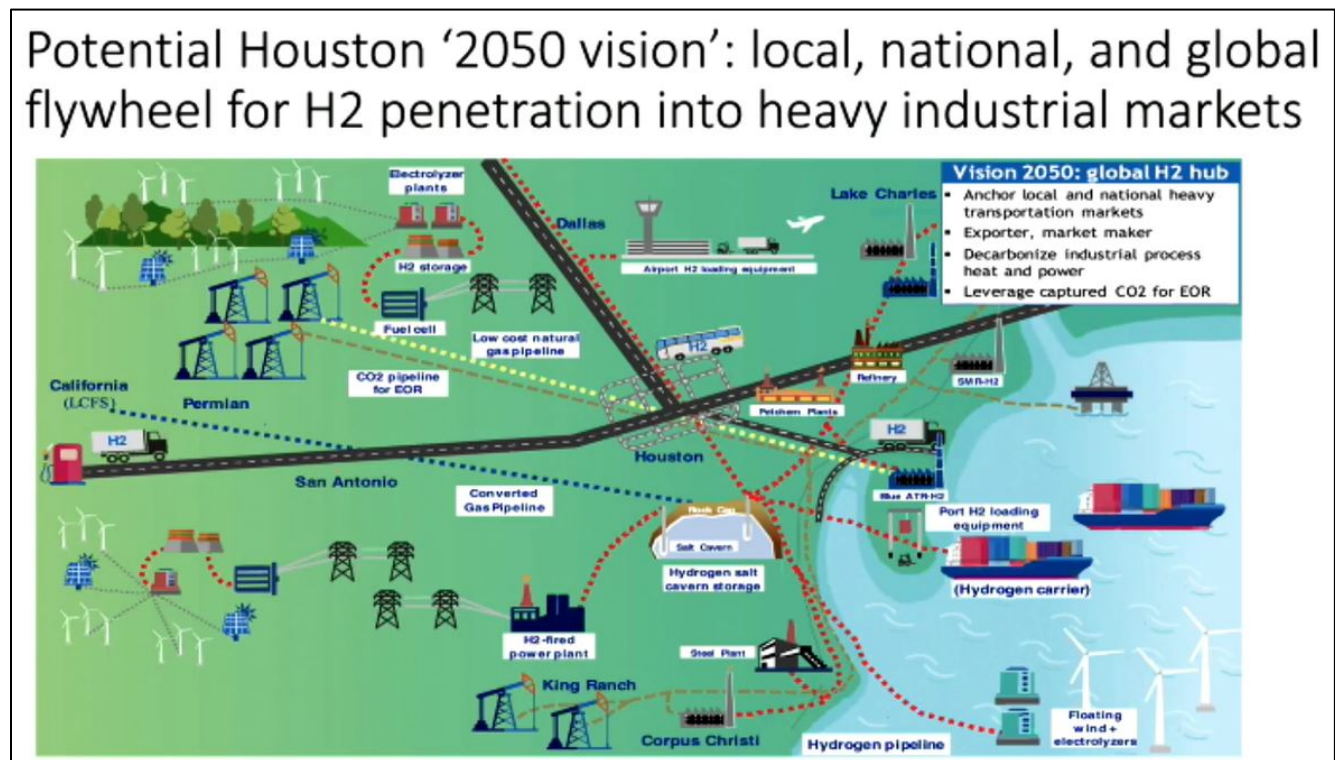 Potential Houston ‘2050 vision’: local, national, and global
flywheel for H2 penetration into heavy industrial markets
Vision 2050: global H2 hub
▪ Anchor local and national heavy
transportation markets
▪ Exporter, market maker
▪ Decarbonize industrial process
heat and power
▪ Leverage captured CO2 for EOR
Electrolyzer
plants
H2 storage
Fuel cell
Low cost natural
gas pipeline
CO2 pipeline
for EOR
Dallas
Airport H2 loading equipment
Lake Charles
H2
Refinery
SMR-H2
Petchem Plants
California
(LCFS)
Permian
H2
San Antonio
Houston
H2
Blue ATR-H2
Converted
Gas Pipeline
Rock Cap
Salt Cavern
Hydrogen salt
cavern storage
Port H2 loading
equipment
(Hydrogen carrier)
H2-fired
power plant
Steel Plant
King Ranch
Corpus Christi
Hydrogen pipeline
Floating
wind +
electrolyzers